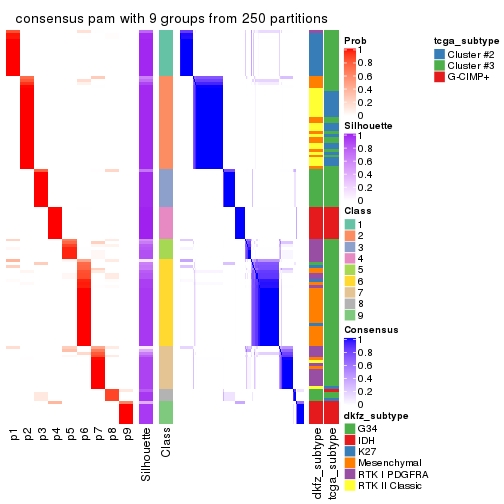 consensus pam with 9 groups from 250 partitions
Prob
1
0.8
0.6
0.4
0.2
0
Silhouette
1
0.8
0.6
0.4
0.2
0
Class
1
2
3
4
5
6
7
8
9
Consensus
1
0.8
0.6
0.4
0.2
0
dkfz_subtype
G34
IDH
K27
Mesenchymal
RTK I PDGFRA
RTK II Classic
tcga_subtype
Cluster #2
Cluster #3
G-CIMP+
p1
p2
p3
p4
p5
p6
p7
p8
p9
Silhouette
Class
dkfz_subtype
tcga_subtype